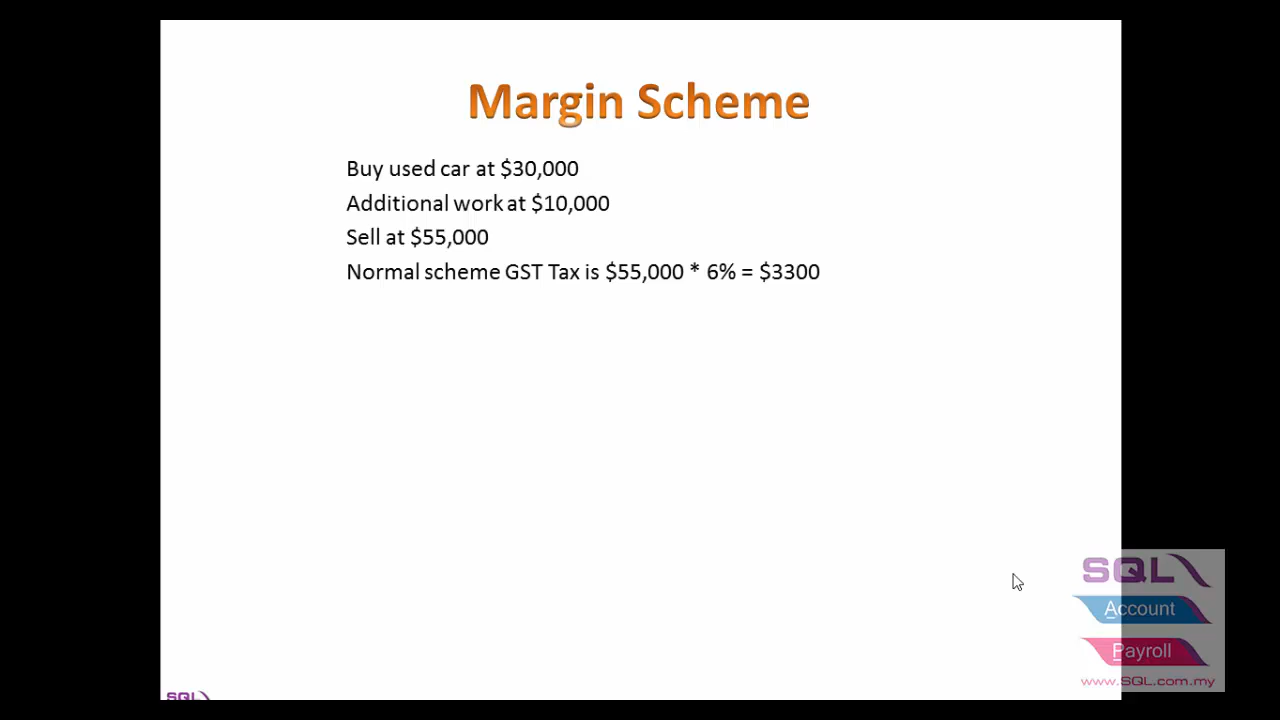 Margin Scheme
Buy used car at $30,000
Additional work at $10,000
Sell at $55,000
Normal scheme GST Tax is $55,000 * 6% = $3300
SQL
Account
Payroll
www.SQL.com.my
SQL